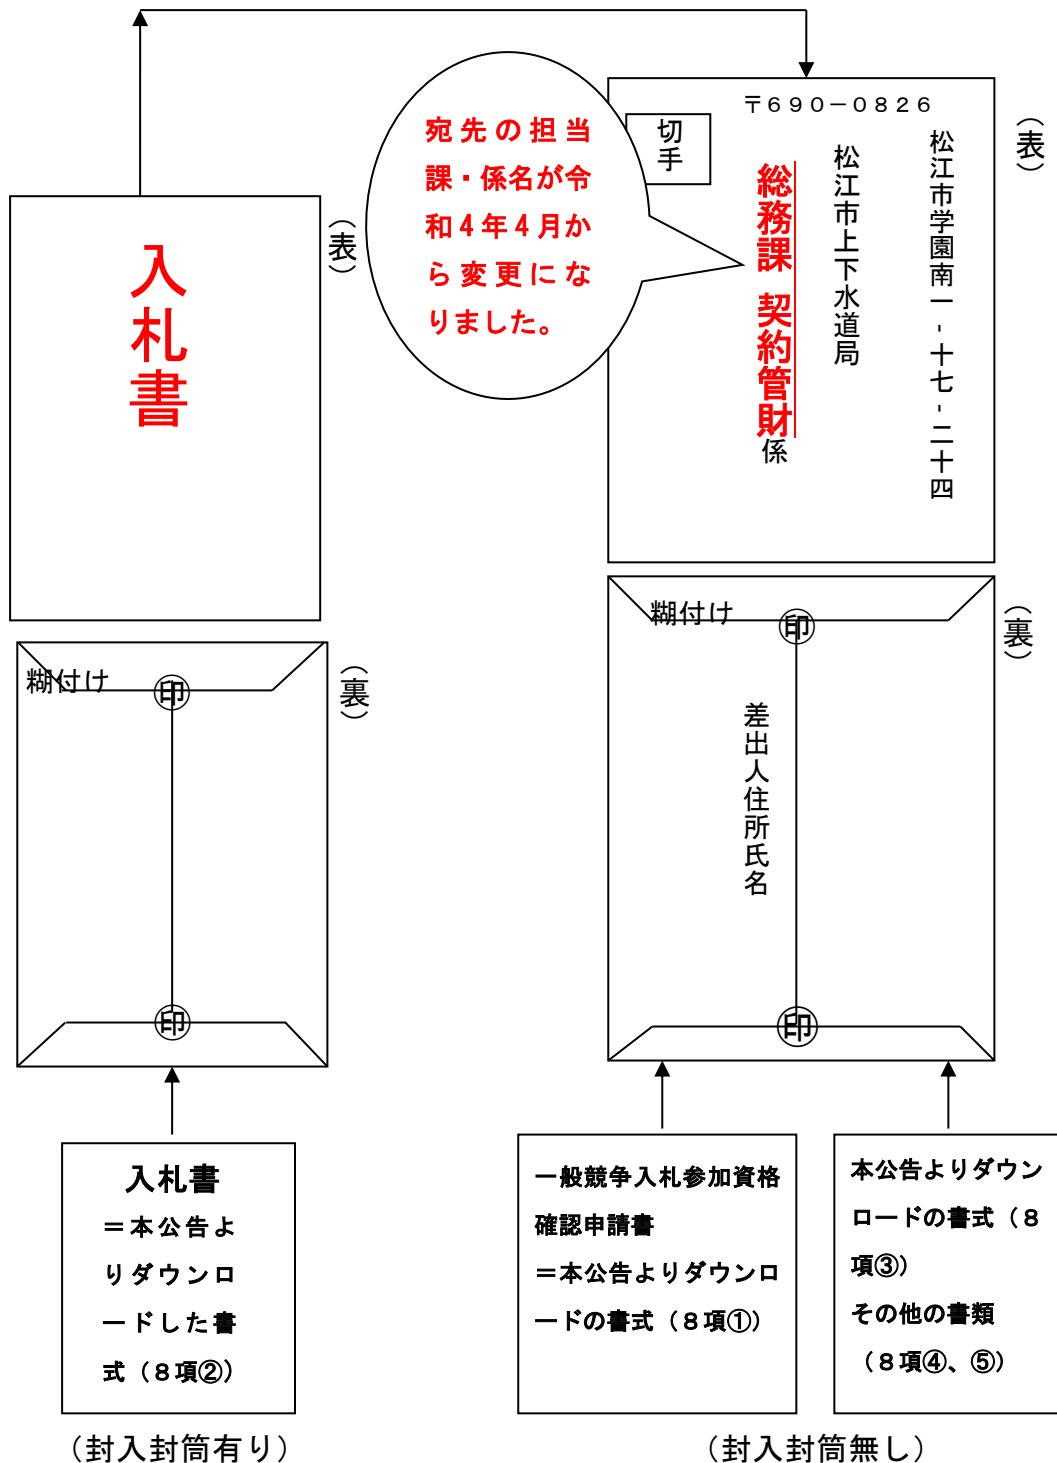 〒６９０－０８２６
松江市学園南一‐十七‐二十四
松江市上下水道局
総務課 契約管財係
切手
（表）
宛先の担当
課・係名が令
和４年４月か
ら変更にな
りました。
入札書
（表）
糊付け
印
印
（裏）
糊付け
印
差出人住所氏名
印
（裏）
入札書
＝本公告よ
りダウンロ
ードした書
式（８項②）
（封入封筒有り）
一般競争入札参加資格
確認申請書
＝本公告よりダウンロ
ードの書式（８項①）
本公告よりダウン
ロードの書式（８
項③）
その他の書類
（８項④、⑤）
（封入封筒無し）